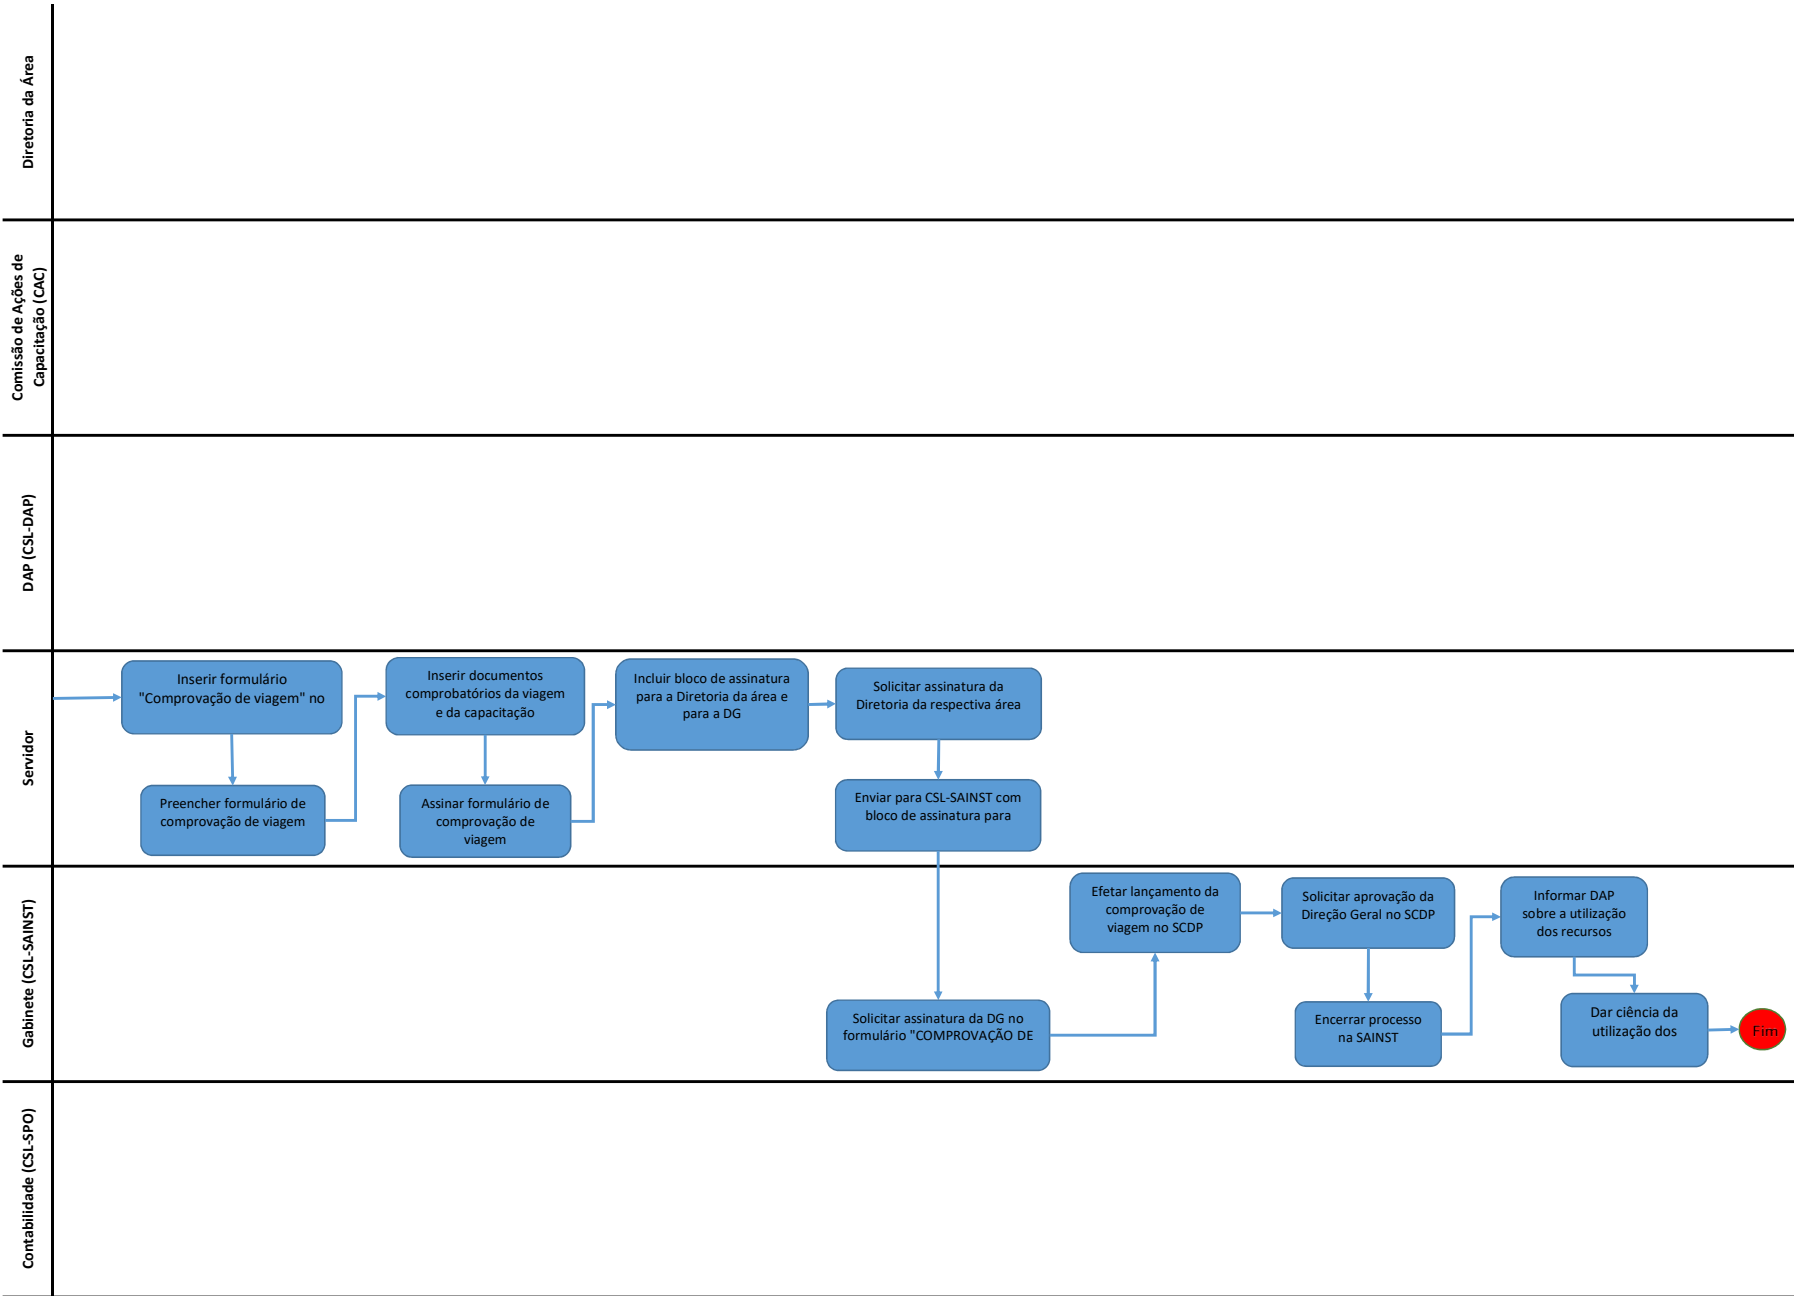 Diretoria da Área
Comissão de Ações de
Capacitação (CAC)
DAP (CSL-DAP)
Servidor
Inserir formulário
"Comprovação de viagem" no
Preencher formulário de
comprovação de viagem
Inserir documentos
comprobatórios da viagem
e da capacitação
Assinar formulário de
comprovação de
viagem
Incluir bloco de assinatura
para a Diretoria da área e
para a DG
Solicitar assinatura da
Diretoria da respectiva área
Enviar para CSL-SAINST com
bloco de assinatura para
Gabinete (CSL-SAINST)
Solicitar assinatura da DG no
formulário "COMPROVAÇÃO DE
Efetar lançamento da
comprovação de
viagem no SCDP
Solicitar aprovação da
Direção Geral no SCDP
Encerrar processo
na SAINST
Informar DAP
sobre a utilização
dos recursos
Dar ciência da
utilização dos
Fim
Contabilidade (CSL-SPO)